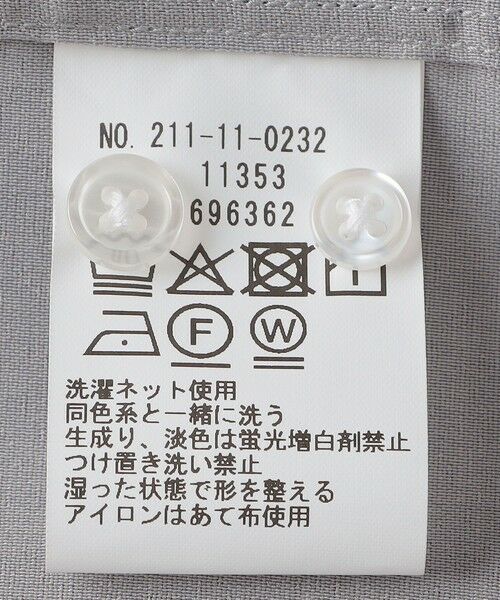 NO. 211-11-0232
11353
696362
F
W
洗濯ネット使用
同色系と一緒に洗う
生成り、淡色は蛍光増白剤禁止
つけ置き洗い禁止
湿った状態で形を整える
アイロンはあて布使用